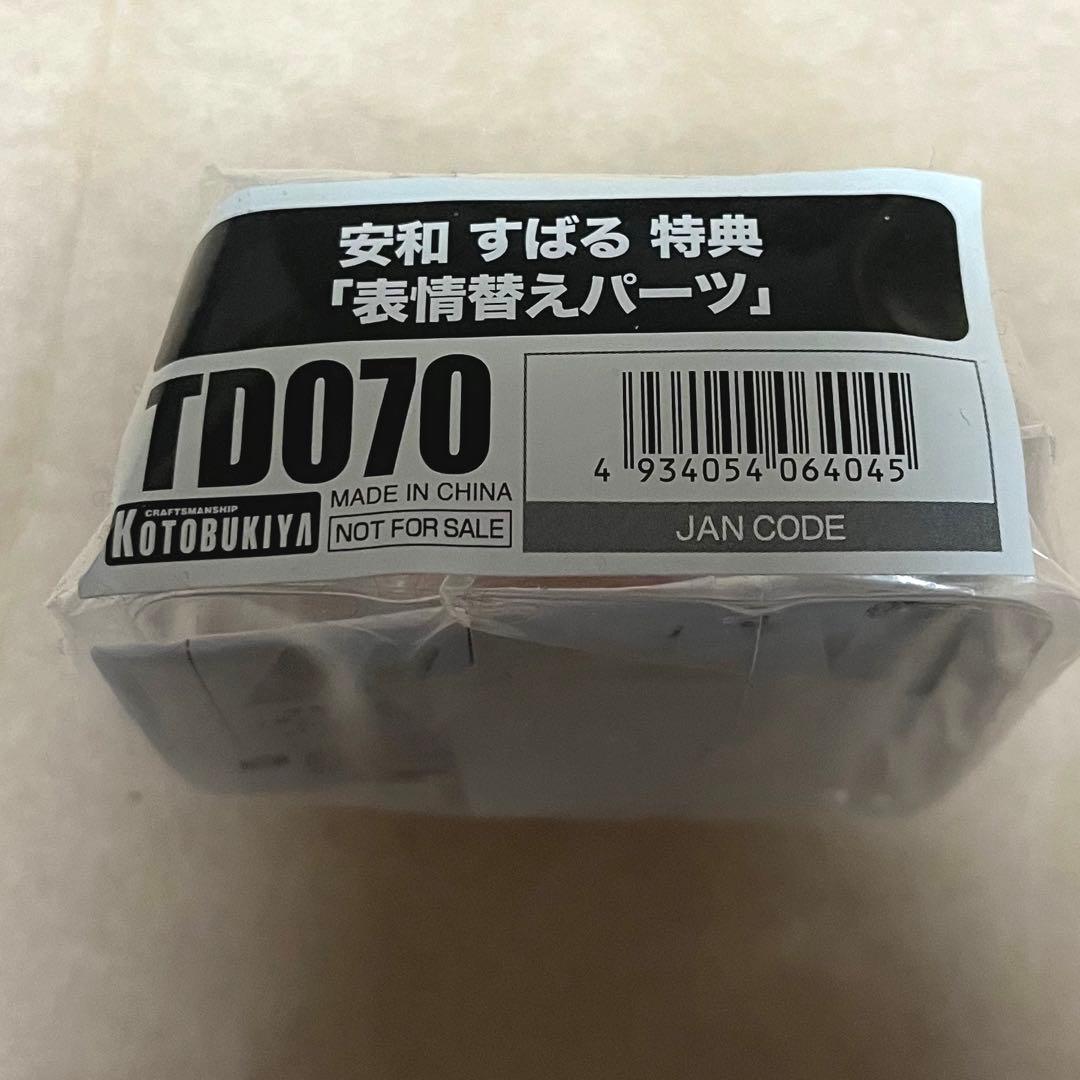 安和 すばる 特典
「表情替えパーツ」
TD070
MADE IN CHINA
CRAFTSMANSHIP
KOTOBUKIYA
NOT FOR SALE
4 934054 064045
JAN CODE